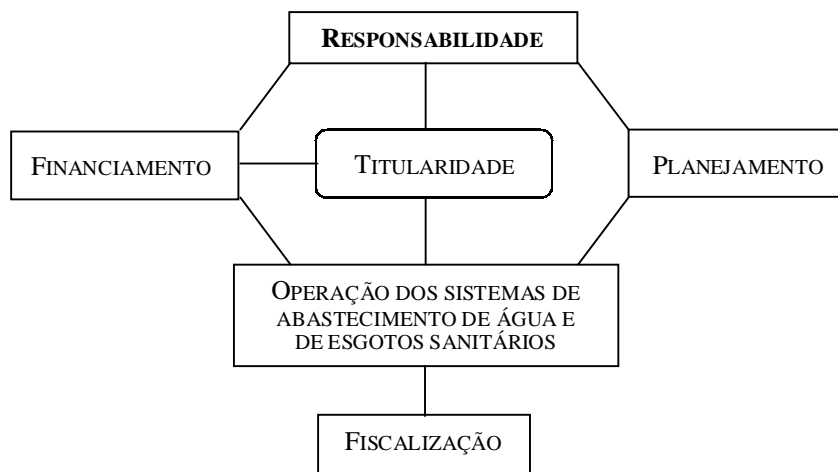 RESPONSABILIDADE
FINANCIAMENTO
TITULARIDADE
PLANEJAMENTO
OPERAÇÃO DOS SISTEMAS DE
ABASTECIMENTO DE ÁGUA E
DE ESGOTOS SANITÁRIOS
FISCALIZAÇÃO